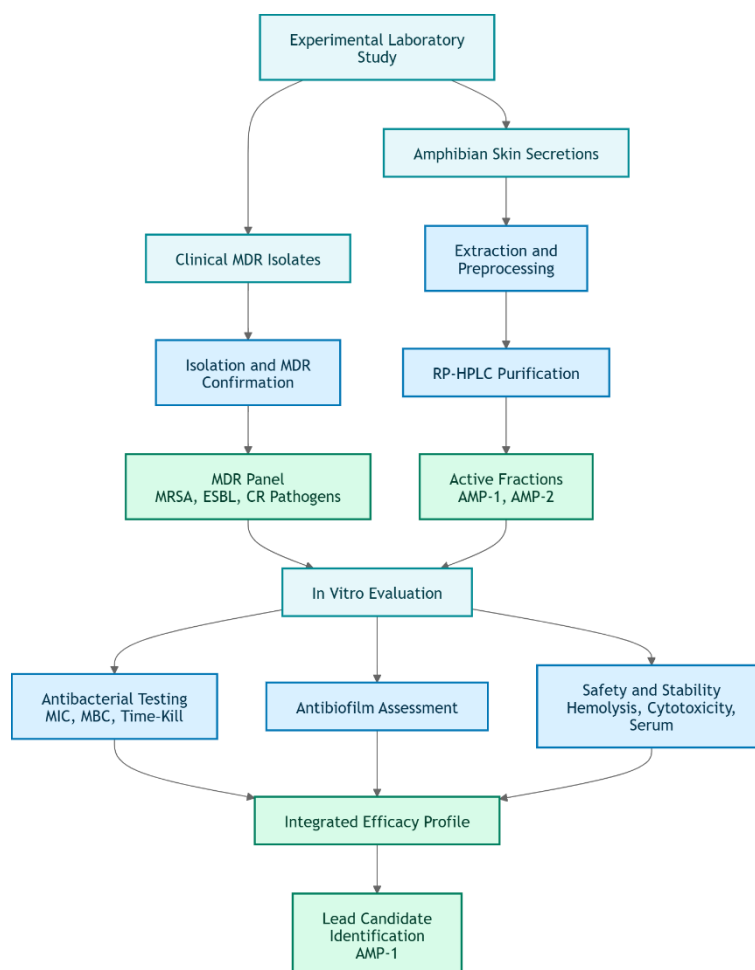 Experimental Laboratory
Study
Amphibian Skin Secretions
Clinical MDR Isolates
Extraction and
Preprocessing
Isolation and MDR
Confirmation
RP-HPLC Purification
MDR Panel
MRSA, ESBL, CR Pathogens
Active Fractions
AMP-1, AMP-2
In Vitro Evaluation
Antibacterial Testing
MIC, MBC, Time-Kill
Antibiofilm Assessment
Safety and Stability
Hemolysis, Cytotoxicity,
Serum
Integrated Efficacy Profile
Lead Candidate
Identification
AMP-1